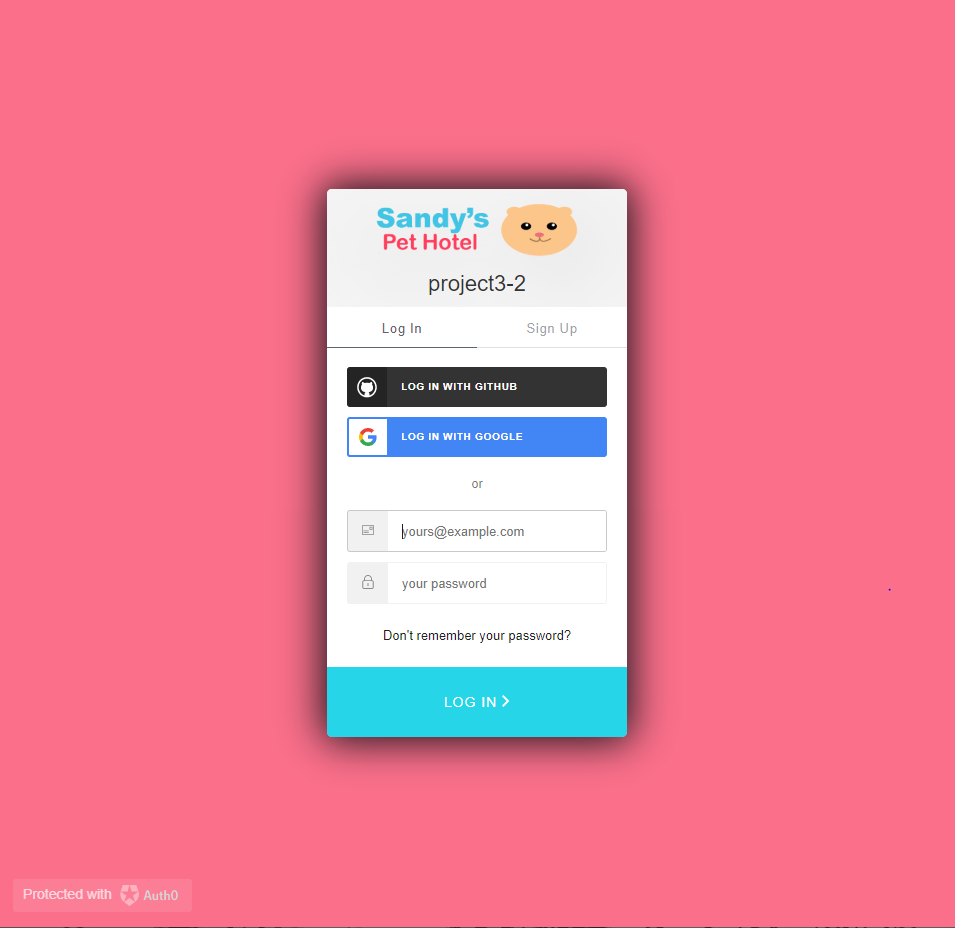 Sandy's
Pet Hotel
project3-2
Log In
Sign Up
LOG IN WITH GITHUB
LOG IN WITH GOOGLE
or
yours@example.com
your password
Don't remember your password?
LOG IN
Protected with Auth0